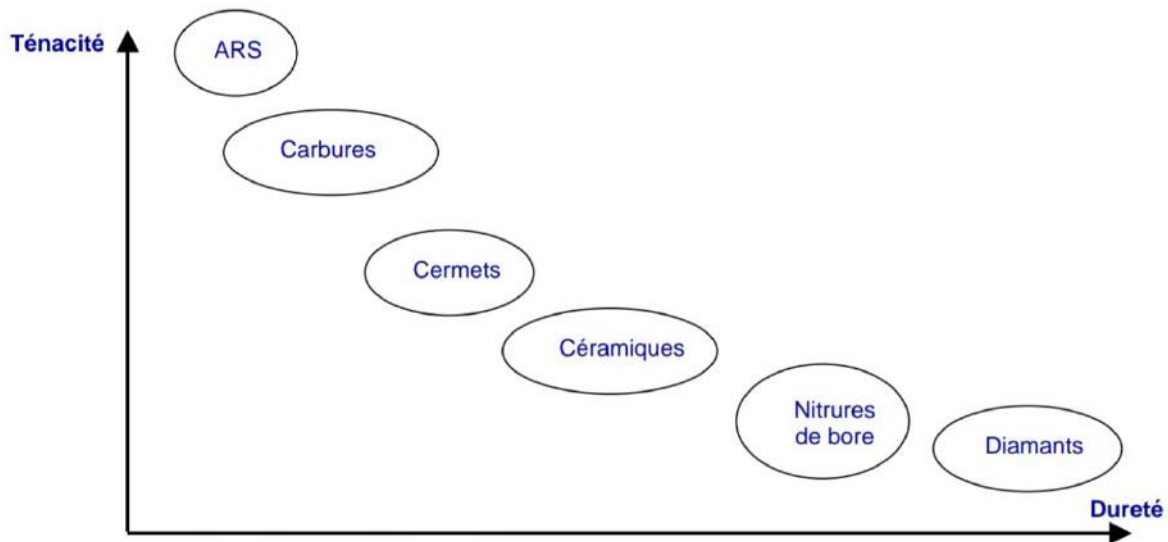 Ténacité
ARS
Carbures
Cermets
Céramiques
Nitrures
de bore
Diamants
Dureté